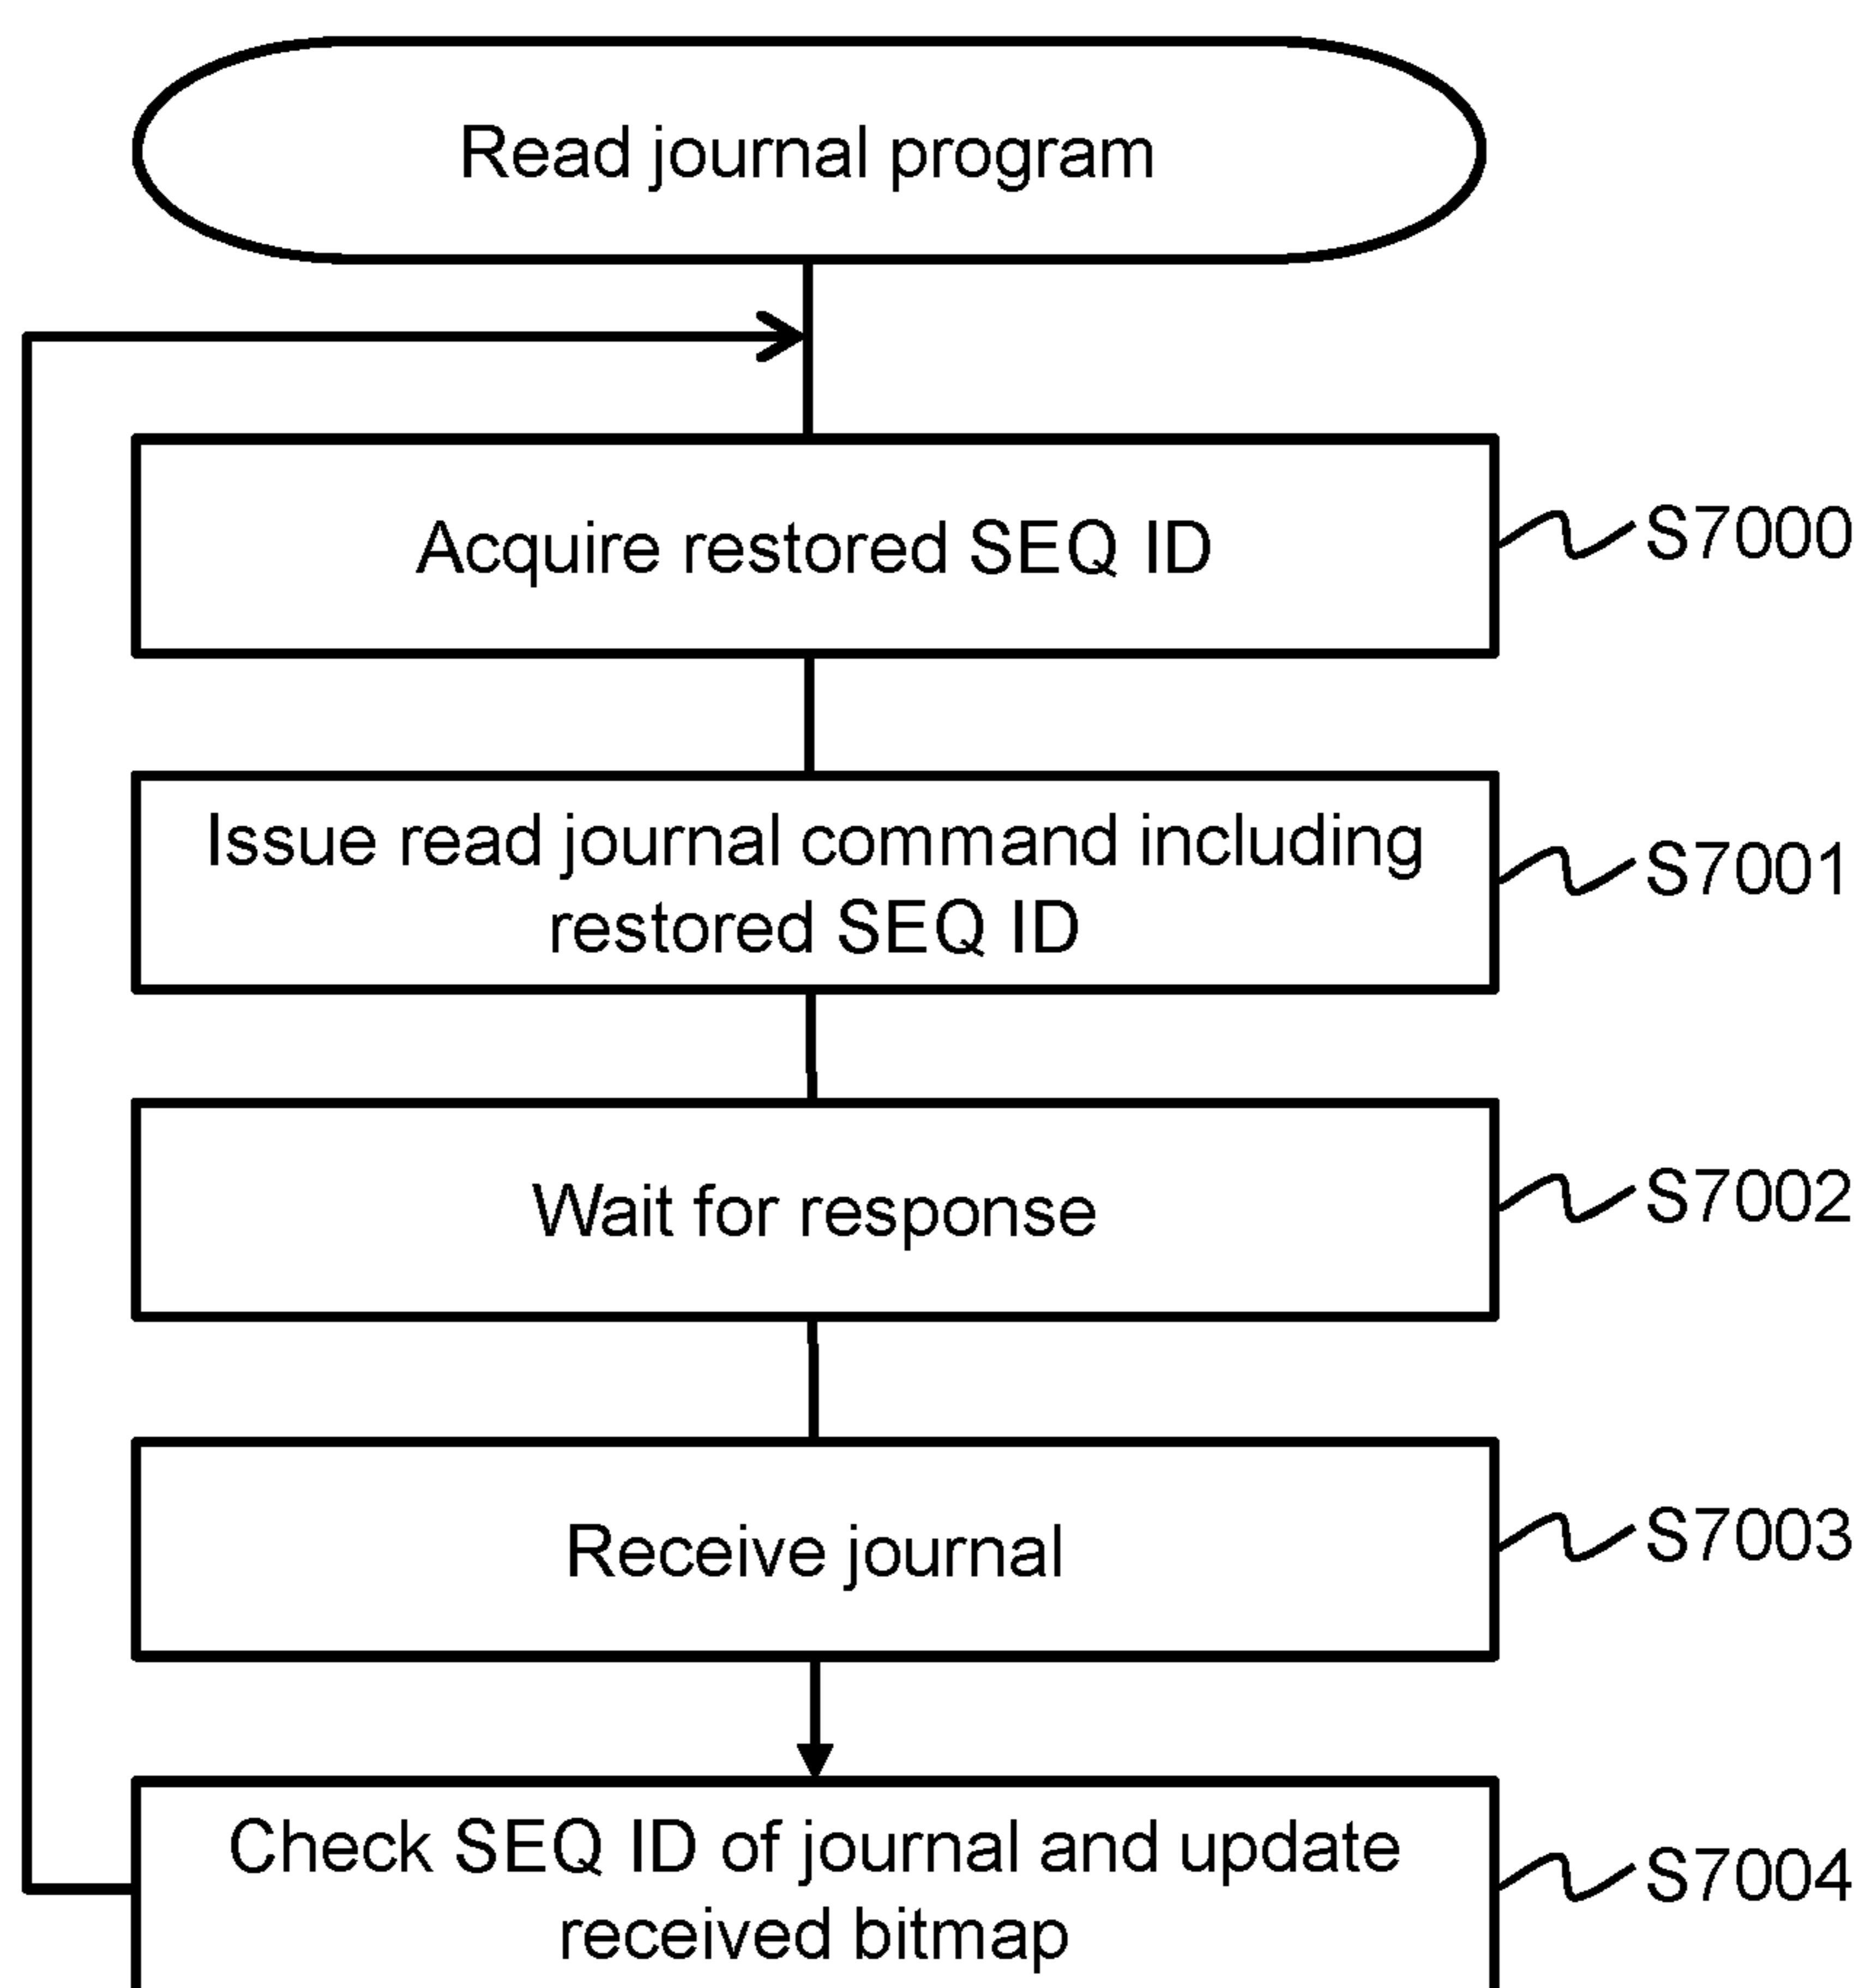 Read journal program
Acquire restored SEQ ID
S7000
Issue read journal command including
restored SEQ ID
S7001
Wait for response
S7002
Receive journal
S7003
Check SEQ ID of journal and update
received bitmap
S7004